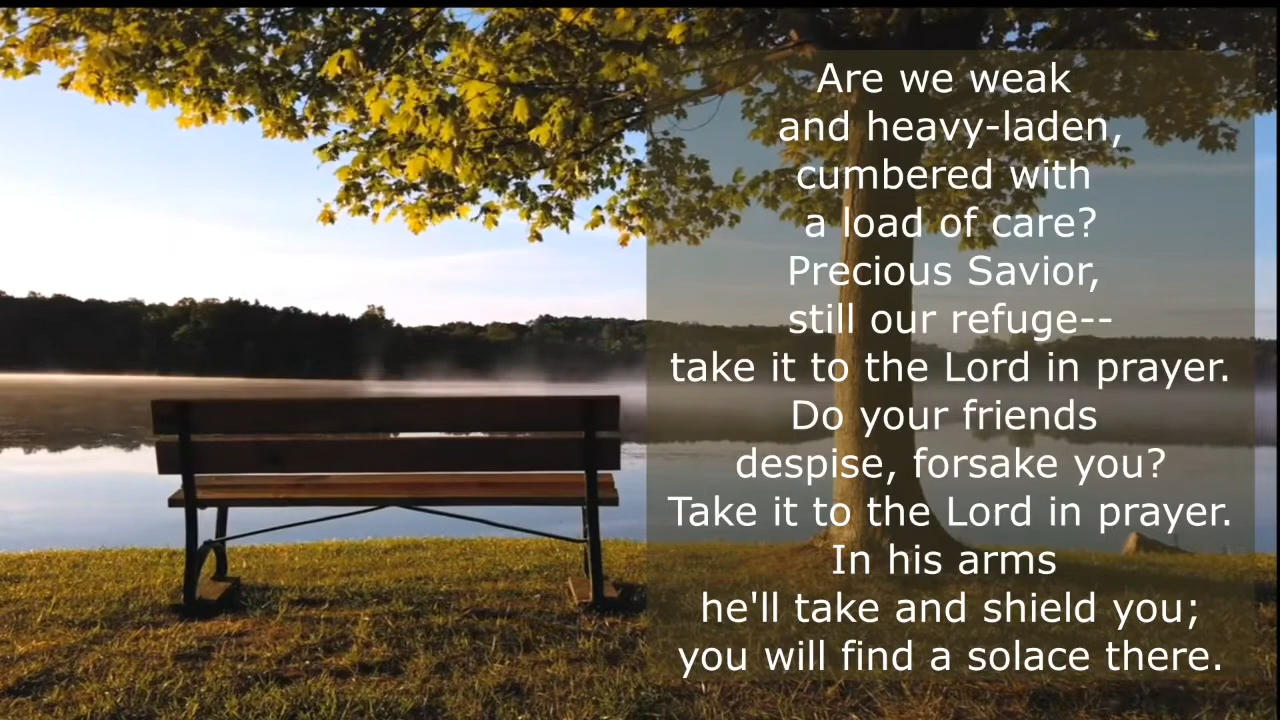 Are we weak
and heavy-laden,
cumbered with
a load of care?
Precious Savior,
still our refuge--
take it to the Lord in prayer.
Do your friends
despise, forsake you?
Take it to the Lord in prayer.
In his arms
he'll take and shield you;
you will find a solace there.